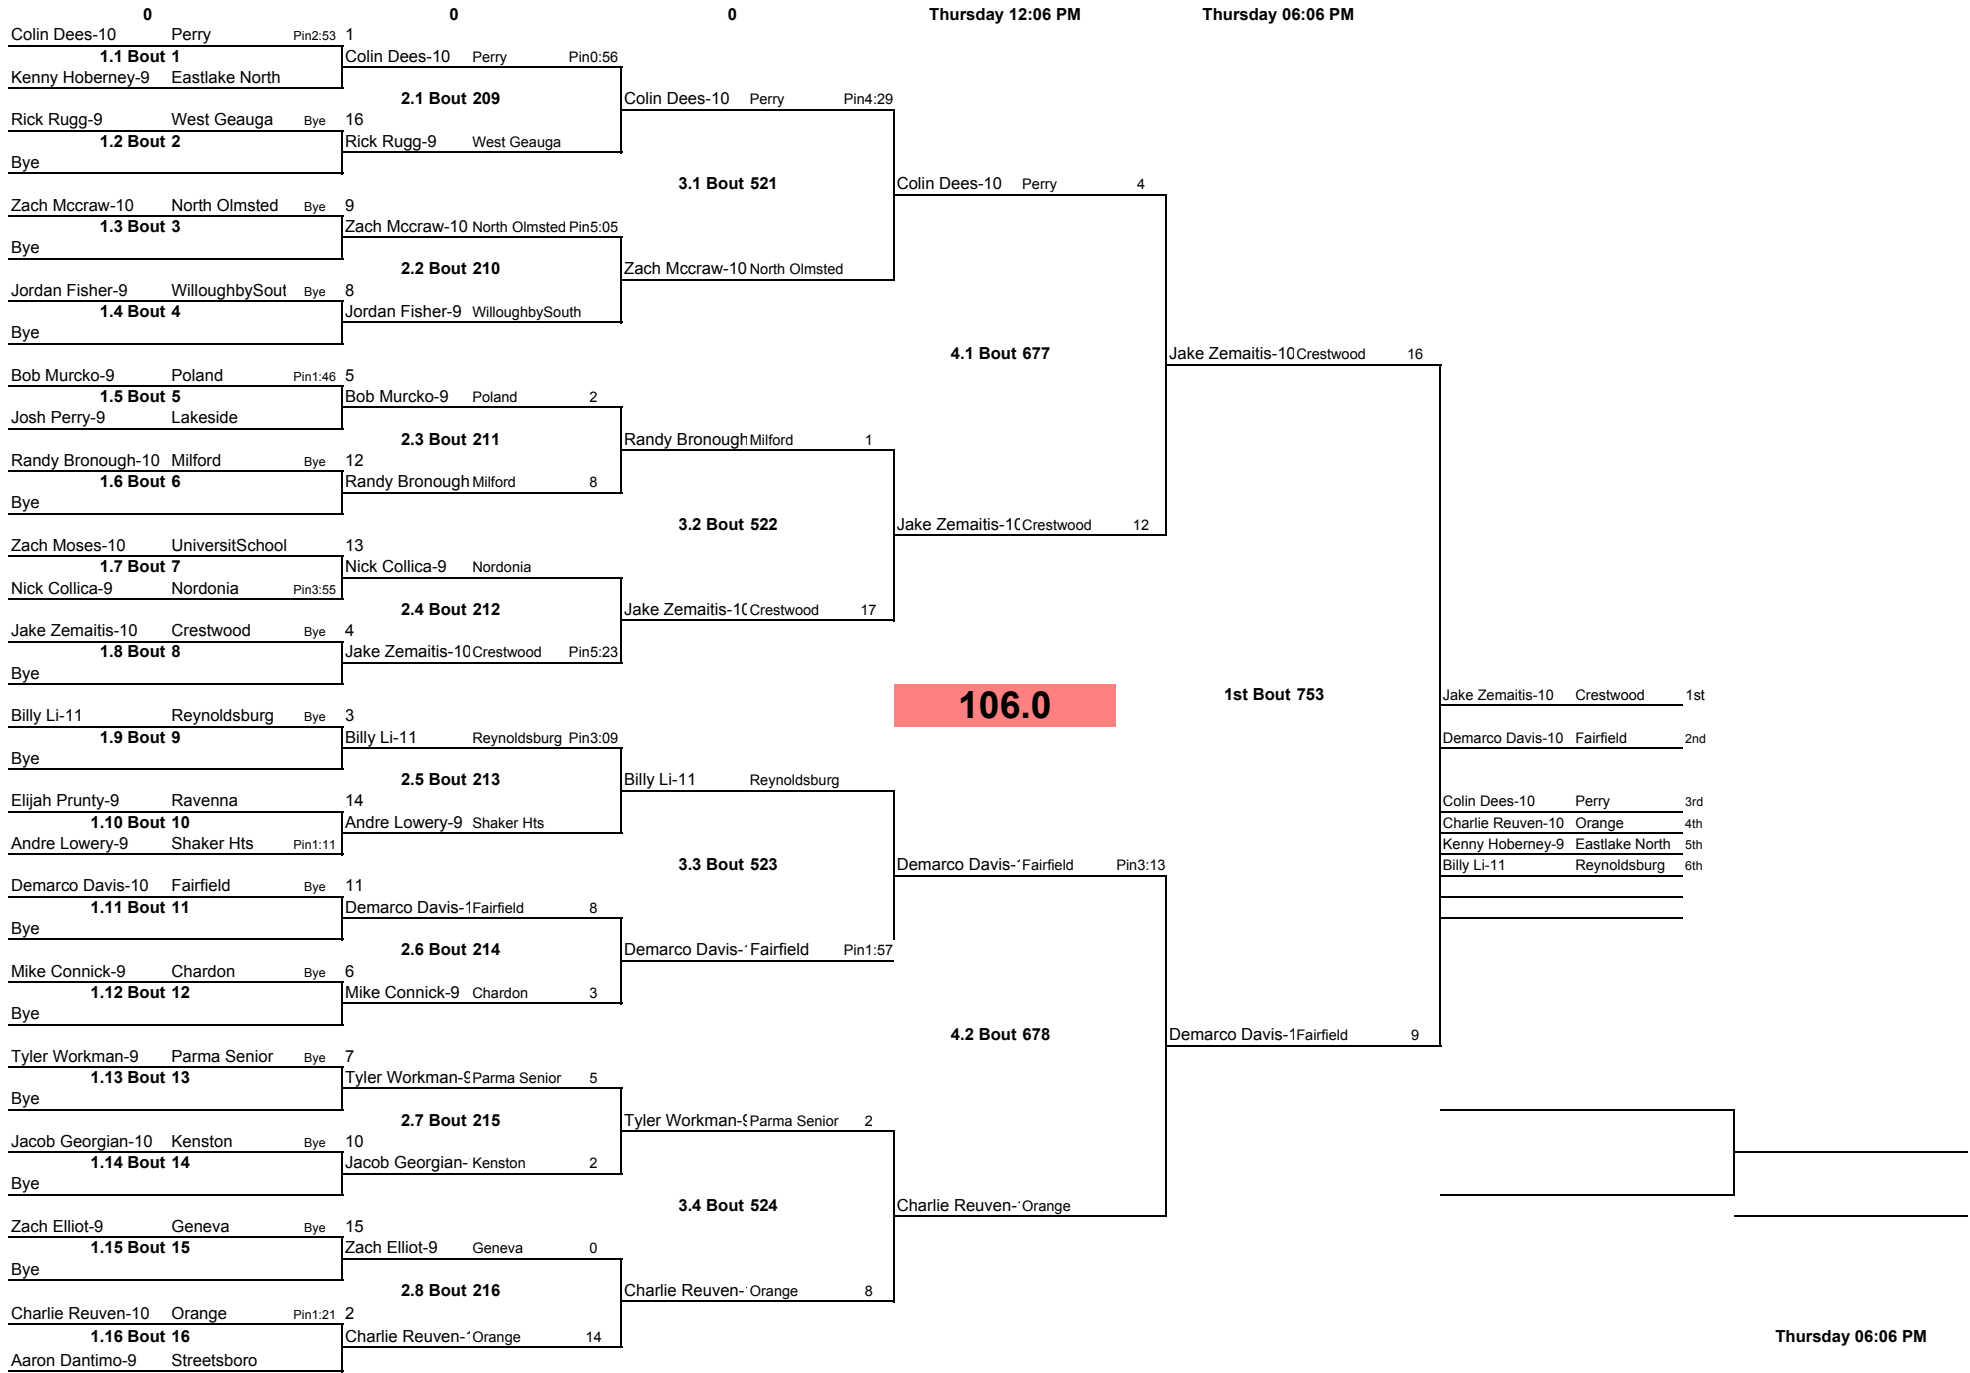 0 0 0 Thursday 12:06 PM Thursday 06:06 PM
Colin Dees-10 Perry Pin2:53 1
1.1 Bout 1
Kenny Hoberney-9 Eastlake North
Rick Rugg-9 West Geauga Bye 16
1.2 Bout 2
Bye
Zach Mccraw-10 North Olmsted Bye 9
1.3 Bout 3
Bye
Jordan Fisher-9 WilloughbySout Bye 8
1.4 Bout 4
Bye
Bob Murcko-9 Poland Pin1:46 5
1.5 Bout 5
Josh Perry-9 Lakeside
Randy Bronough-10 Milford Bye 12
1.6 Bout 6
Bye
Zach Moses-10 UniversitSchool 13
1.7 Bout 7
Nick Collica-9 Nordonia Pin3:55
Jake Zemaitis-10 Crestwood Bye 4
1.8 Bout 8
Bye
Billy Li-11 Reynoldsburg Bye 3
1.9 Bout 9
Bye
Elijah Prunty-9 Ravenna 14
1.10 Bout 10
Andre Lowery-9 Shaker Hts Pin1:11
Demarco Davis-10 Fairfield Bye 11
1.11 Bout 11
Bye
Mike Connick-9 Chardon Bye 6
1.12 Bout 12
Bye
Tyler Workman-9 Parma Senior Bye 7
1.13 Bout 13
Bye
Jacob Georgian-10 Kenston Bye 10
1.14 Bout 14
Bye
Zach Elliot-9 Geneva Bye 15
1.15 Bout 15
Bye
Charlie Reuven-10 Orange Pin1:21 2
1.16 Bout 16
Aaron Dantimo-9 Streetsboro
Colin Dees-10 Perry Pin0:56
2.1 Bout 209
Rick Rugg-9 West Geauga
Zach Mccraw-10 North Olmsted Pin5:05
2.2 Bout 210
Jordan Fisher-9 WilloughbySouth
Bob Murcko-9 Poland 2
2.3 Bout 211
Randy Bronough Milford 8
Nick Collica-9 Nordonia
2.4 Bout 212
Jake Zemaitis-10 Crestwood Pin5:23
Billy Li-11 Reynoldsburg Pin3:09
2.5 Bout 213
Andre Lowery-9 Shaker Hts
Demarco Davis-1 Fairfield 8
2.6 Bout 214
Mike Connick-9 Chardon 3
Tyler Workman-9 Parma Senior 5
2.7 Bout 215
Jacob Georgian- Kenston 2
Zach Elliot-9 Geneva 0
2.8 Bout 216
Charlie Reuven-1 Orange 14
Colin Dees-10 Perry Pin4:29
3.1 Bout 521
Zach Mccraw-10 North Olmsted
Randy Bronough Milford 1
3.2 Bout 522
Jake Zemaitis-10 Crestwood 17
Billy Li-11 Reynoldsburg
3.3 Bout 523
Demarco Davis-1 Fairfield Pin1:57
Tyler Workman-9 Parma Senior 2
3.4 Bout 524
Charlie Reuven-1 Orange 8
Colin Dees-10 Perry 4
4.1 Bout 677
Jake Zemaitis-10 Crestwood 12
106.0
Demarco Davis-1 Fairfield Pin3:13
4.2 Bout 678
Charlie Reuven-1 Orange
Jake Zemaitis-10 Crestwood 16
1st Bout 753
Demarco Davis-1 Fairfield 9
Jake Zemaitis-10 Crestwood 1st
Demarco Davis-10 Fairfield 2nd
Colin Dees-10 Perry 3rd
Charlie Reuven-10 Orange 4th
Kenny Hoberney-9 Eastlake North 5th
Billy Li-11 Reynoldsburg 6th
Thursday 06:06 PM